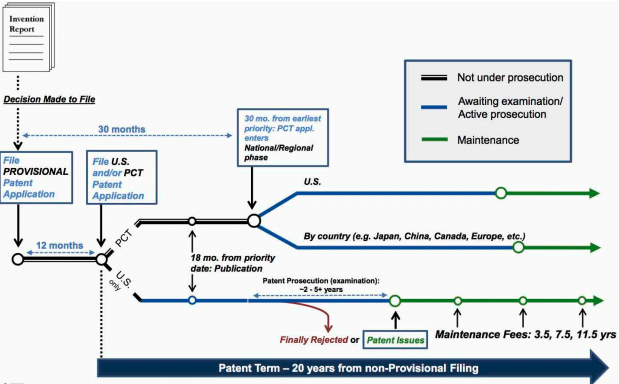 Invention
Report
Decision Made to File
30 months
30 mo. from earliest
priority: PCT appl.
enters
National/Regional
phase
Not under prosecution
Awaiting examination/
Active prosecution
Maintenance
File
PROVISIONAL
Patent
Application
File U.S.
and/or PCT
Patent
Application
12 months
PCT
U.S.
only
18 mo. from priority
date: Publication
U.S.
By country (e.g. Japan, China, Canada, Europe, etc.)
Patent Prosecution (examination):
~2 - 5+ years
Finally Rejected or
Patent Issues
Maintenance Fees: 3.5, 7.5, 11.5 yrs
Patent Term – 20 years from non-Provisional Filing